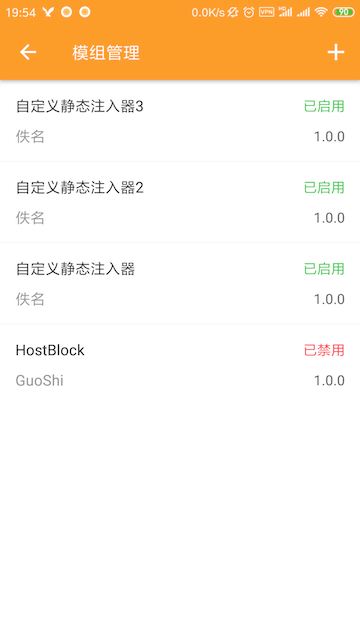 19:54 0.0K/s VPN 4G 90
模组管理
自定义静态注入器3 已启用
佚名 1.0.0
自定义静态注入器2 已启用
佚名 1.0.0
自定义静态注入器 已启用
佚名 1.0.0
HostBlock 已禁用
GuoShi 1.0.0